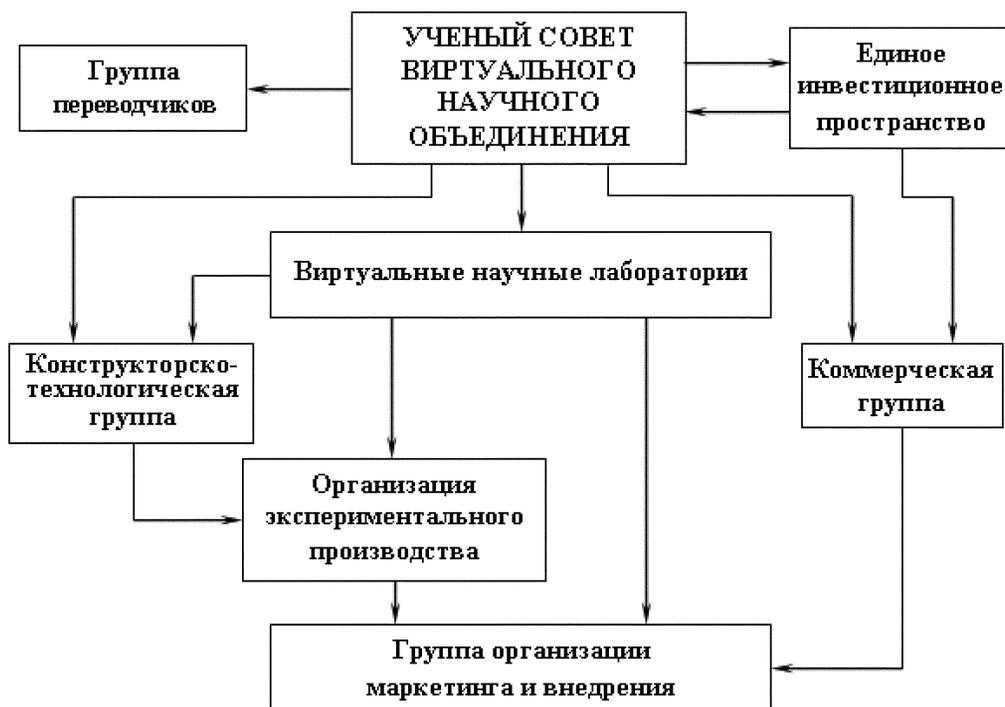 УЧЕНЫЙ СОВЕТ
ВИРТУАЛЬНОГО
НАУЧНОГО
ОБЪЕДИНЕНИЯ
Группа
переводчиков
Единое
инвестиционное
пространство
Виртуальные научные лаборатории
Конструкторско-
технологическая
группа
Коммерческая
группа
Организация
экспериментального
производства
Группа организации
маркетинга и внедрения